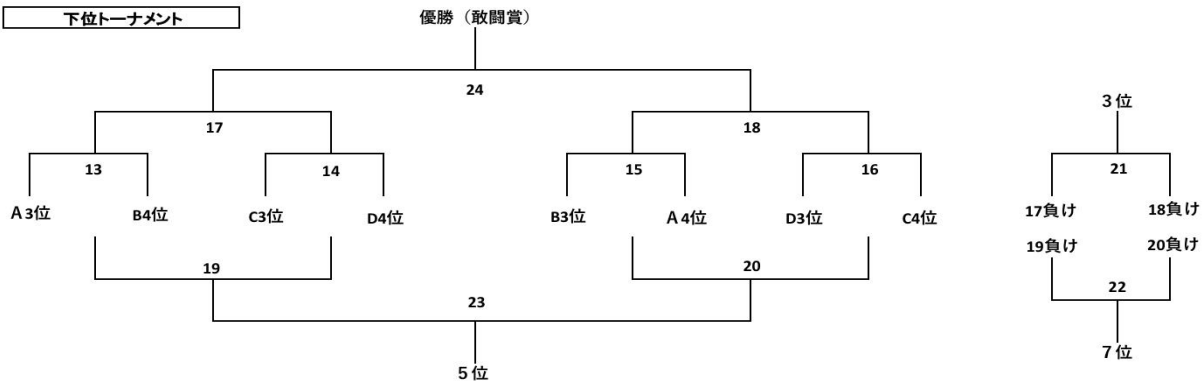 下位トーナメント
優勝（敢闘賞）
24
17
18
13
14
15
16
A3位
B4位
C3位
D4位
B3位
A4位
D3位
C4位
19
20
23
5位
3位
21
17負け
18負け
19負け
20負け
22
7位